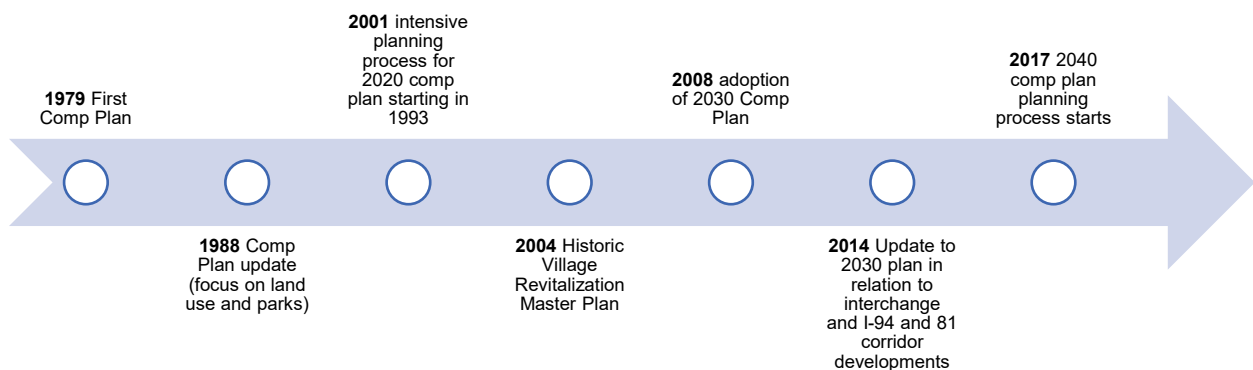 1979 First
Comp Plan
1988 Comp
Plan update
(focus on land
use and parks)
2001 intensive
planning
process for
2020 comp
plan starting in
1993
2004 Historic
Village
Revitalization
Master Plan
2008 adoption
of 2030 Comp
Plan
2014 Update to
2030 plan in
relation to
interchange
and I-94 and 81
corridor
developments
2017 2040
comp plan
planning
process starts